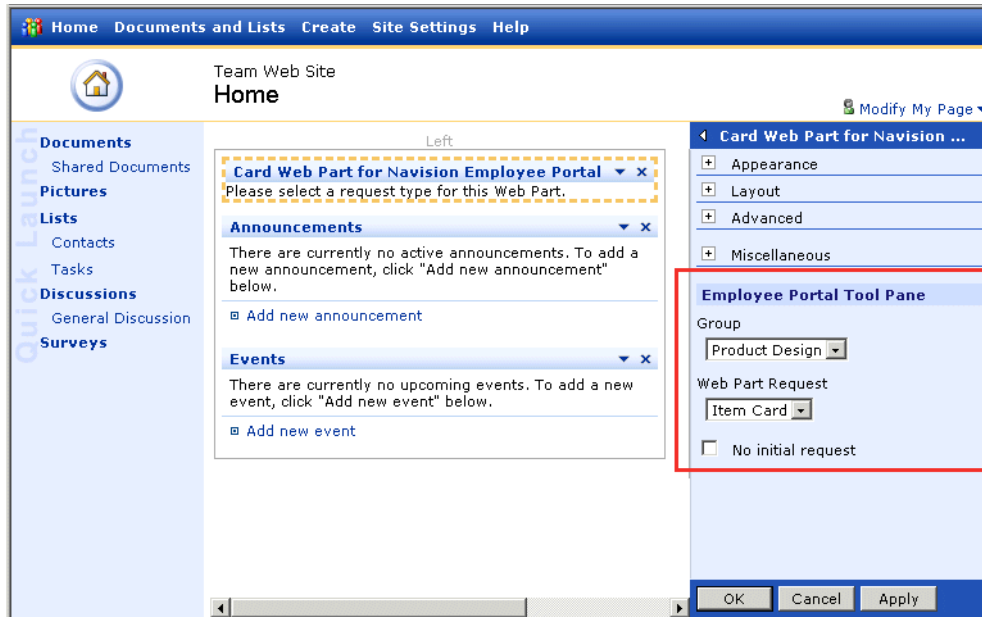 Home Documents and Lists Create Site Settings Help
Team Web Site
Home
Modify My Page
Quick Launch
Documents
Shared Documents
Pictures
Lists
Contacts
Tasks
Discussions
General Discussion
Surveys
Left
Card Web Part for Navision Employee Portal
Please select a request type for this Web Part.
Announcements
There are currently no active announcements. To add a
new announcement, click "Add new announcement"
below.
Add new announcement
Events
There are currently no upcoming events. To add a new
event, click "Add new event" below.
Add new event
Card Web Part for Navision ...
Appearance
Layout
Advanced
Miscellaneous
Employee Portal Tool Pane
Group
Product Design
Web Part Request
Item Card
No initial request
OK Cancel Apply